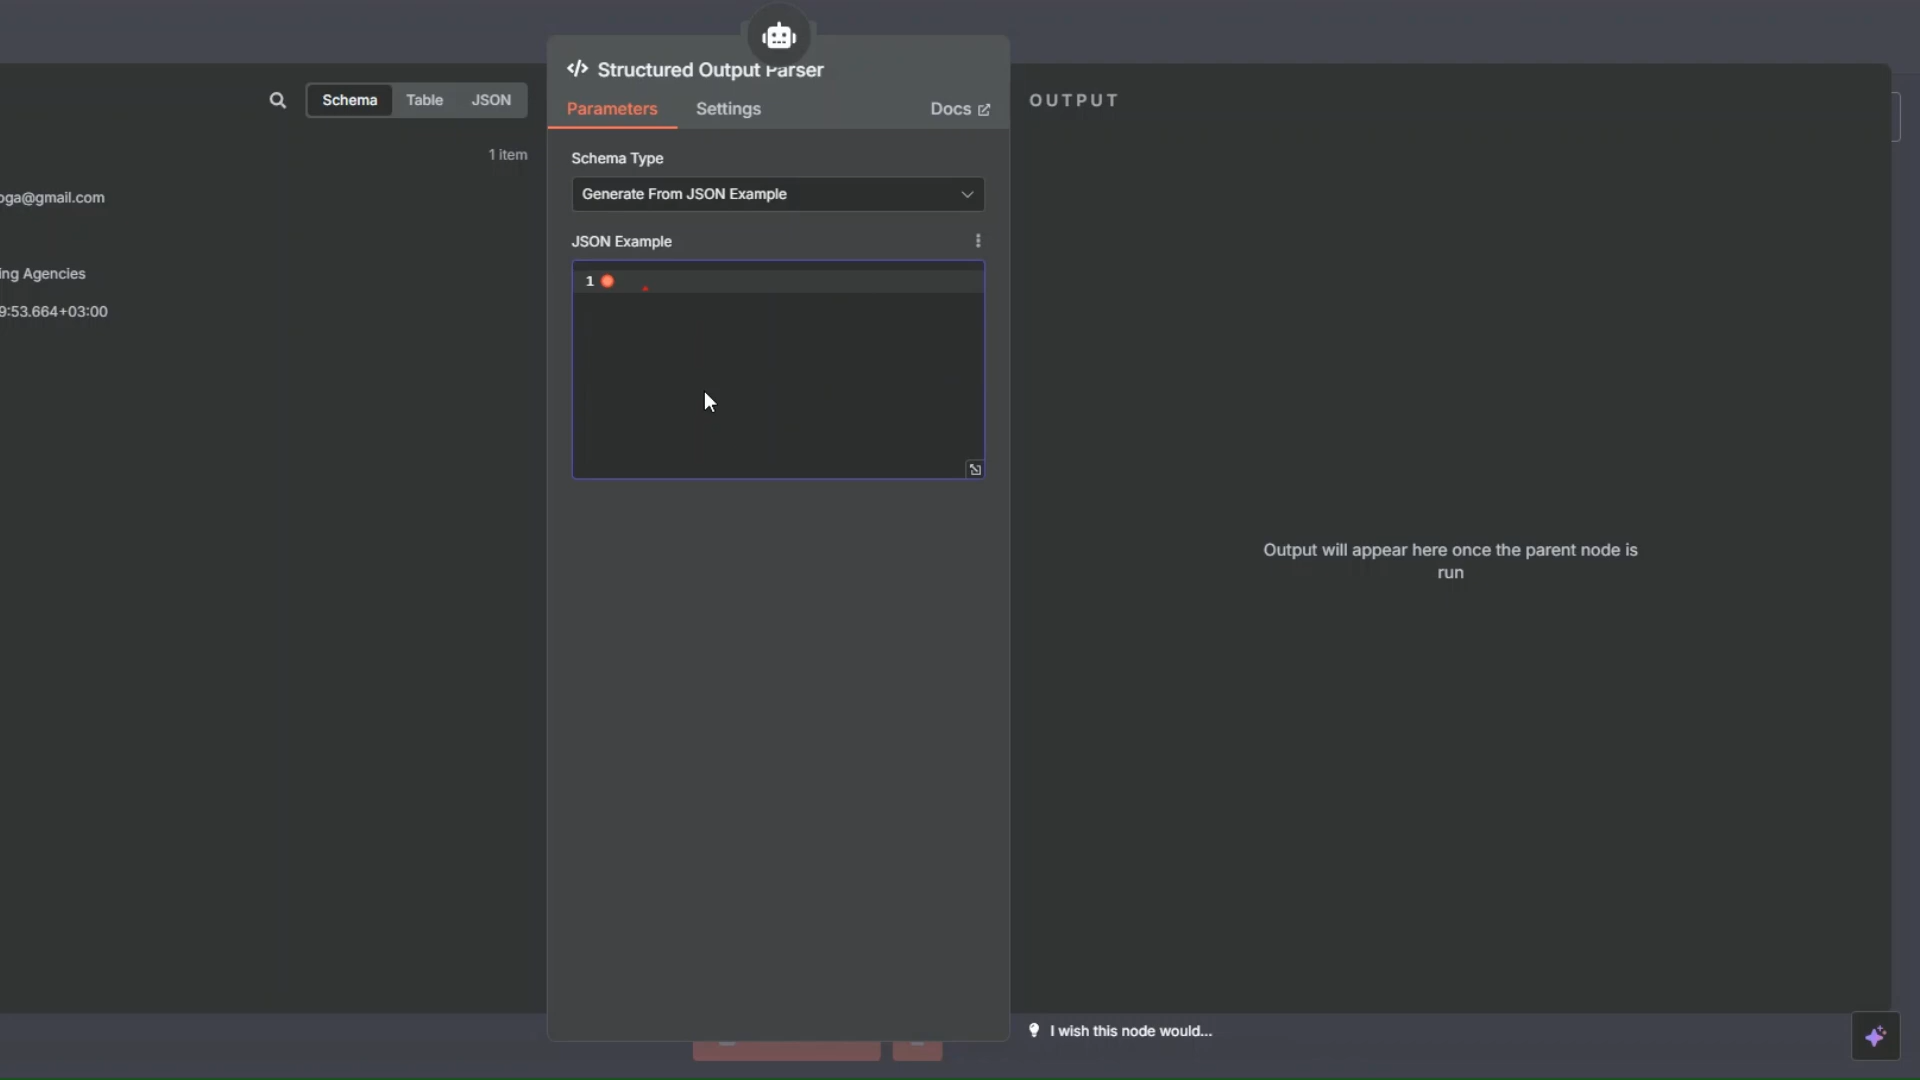 Structured Output Parser
Schema
Table
JSON
OUTPUT
Parameters
Settings
Docs
1 item
Schema Type
oga@gmail.com
Generate From JSON Example
JSON Example
ing Agencies
1
9:53.664+03:00
Output will appear here once the parent node is
run
I wish this node would...